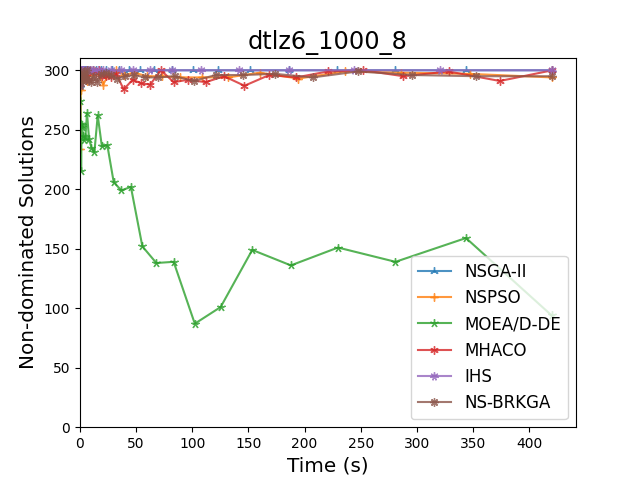 dtlz6_1000_8
Non-dominated Solutions
300
250
200
150
100
50
0
0 50 100 150 200 250 300 350 400
Time (s)
NSGA-II
NSPSO
MOEA/D-DE
MHACO
IHS
NS-BRKGA